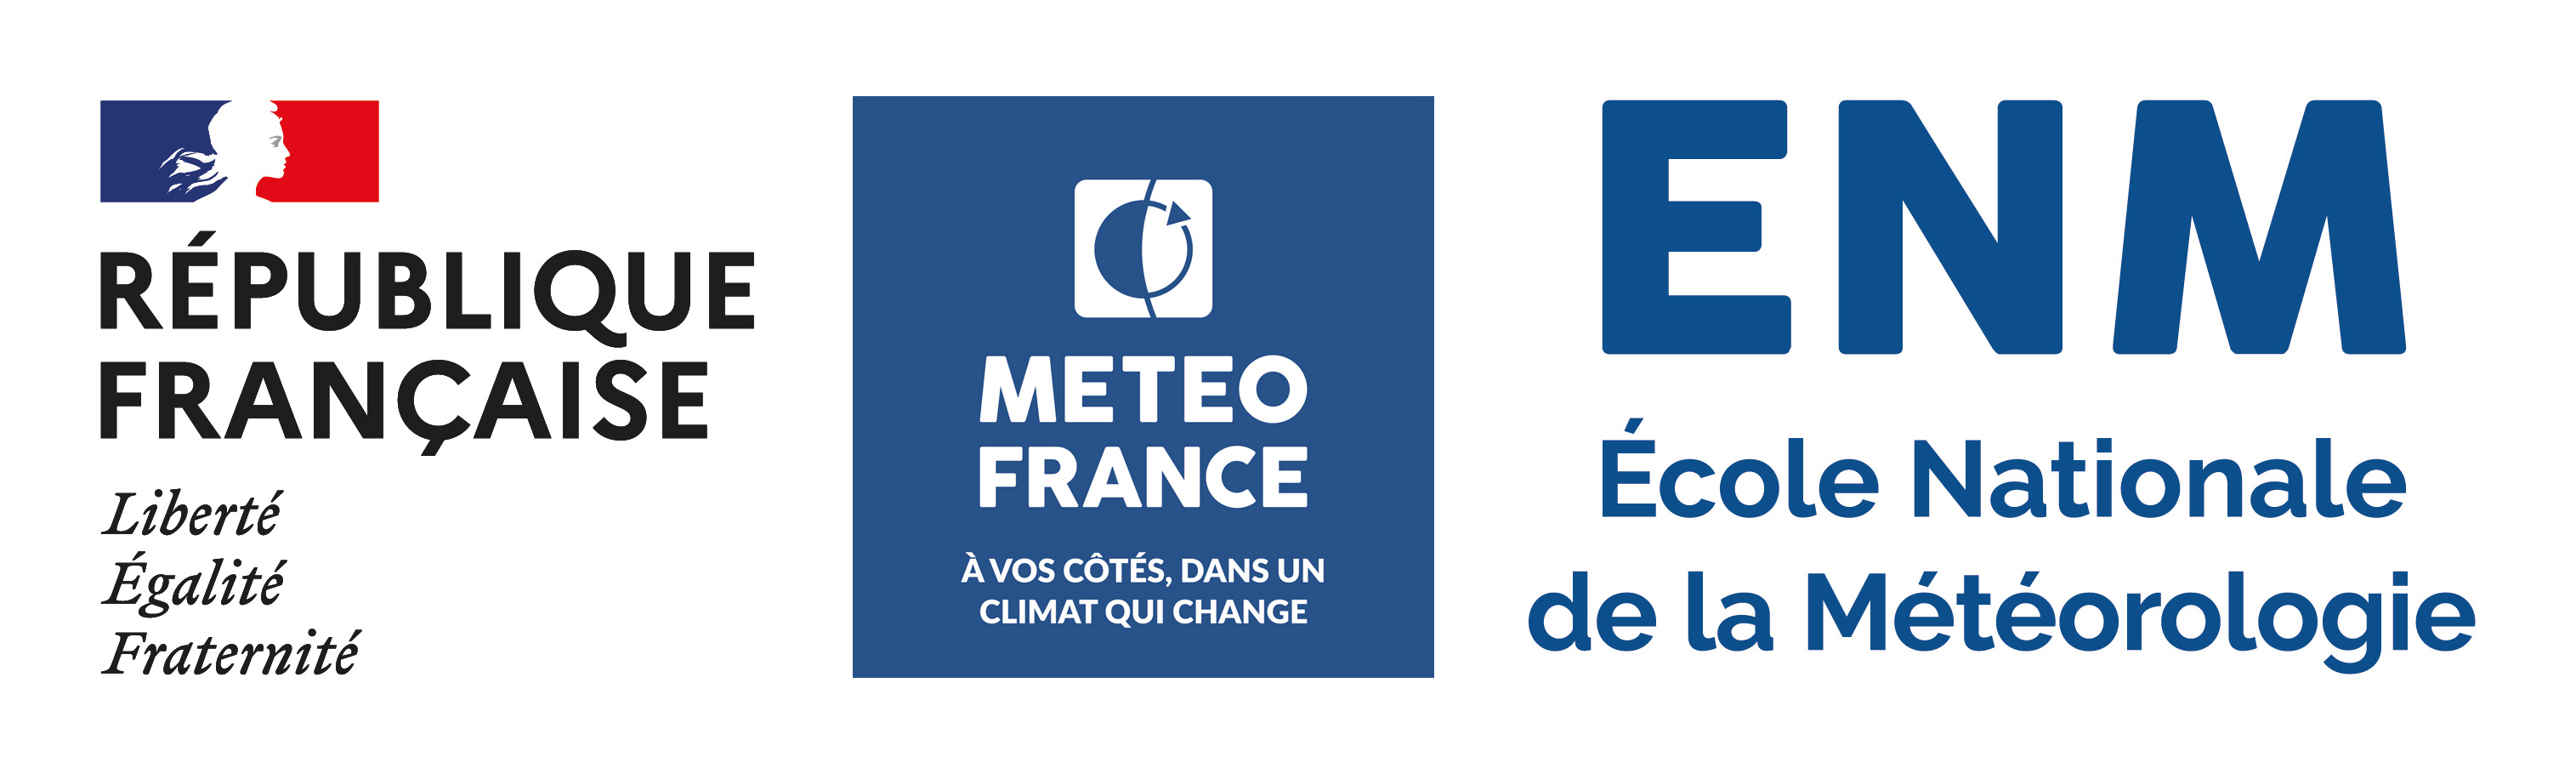 RÉPUBLIQUE
FRANÇAISE
Liberté
Égalité
Fraternité
METEO
FRANCE
À VOS CÔTÉS, DANS UN
CLIMAT QUI CHANGE
ENM
École Nationale
de la Météorologie